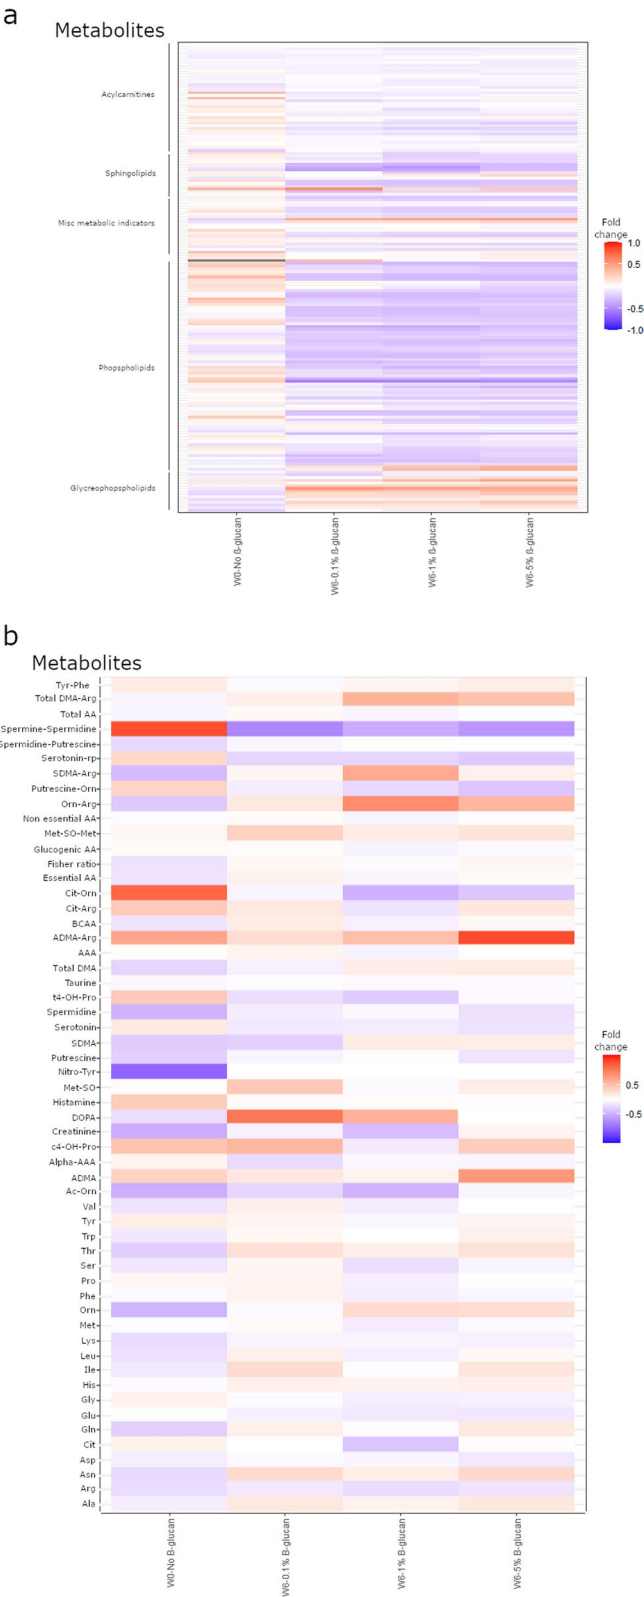 a
Metabolites
Acylcarnitines
Sphingolipids
Misc metabolic indicators
Phopspholipids
Glycreophopspholipids
Fold
change
1.0
0.5
-0.5
-1.0
W0-No ß-glucan
W6-0.1% ß-glucan
W6-1% ß-glucan
W6-5% ß-glucan
b
Metabolites
Tyr-Phe
Total DMA-Arg
Total AA
Spermine-Spermidine
Spermidine-Putrescine
Serotonin-rp
SDMA-Arg
Putrescine-Orn
Orn-Arg
Non essential AA
Met-SO-Met
Glucogenic AA
Fisher ratio
Essential AA
Cit-Orn
Cit-Arg
BCAA
ADMA-Arg
AAA
Total DMA
Taurine
t4-OH-Pro
Spermidine
Serotonin
SDMA
Putrescine
Nitro-Tyr
Met-SO
Histamine
DOPA
Creatinine
c4-OH-Pro
Alpha-AAA
ADMA
Ac-Orn
Val
Tyr
Trp
Thr
Ser
Pro
Phe
Orn
Met
Lys
Leu
Ile
His
Gly
Glu
Gln
Cit
Asp
Asn
Arg
Ala
Fold
change
0.5
-0.5
W0-No B-glucan
W6-0.1% B-glucan
W6-1% B-glucan
W6-5% B-glucan